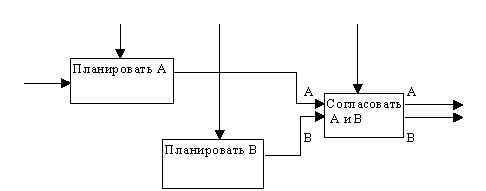 Планировать А
А
А
Согласовать
А и В
В
В
Планировать В